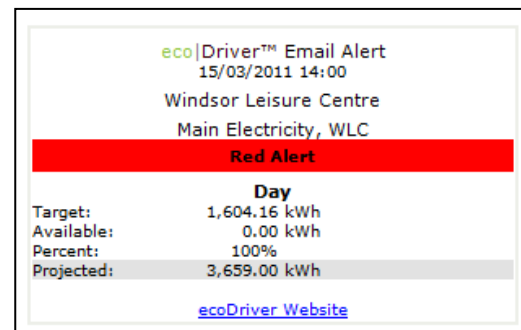 eco|Driver™ Email Alert
15/03/2011 14:00
Windsor Leisure Centre
Main Electricity, WLC
Red Alert
Day
Target: 1,604.16 kWh
Available: 0.00 kWh
Percent: 100%
Projected: 3,659.00 kWh
ecoDriver Website